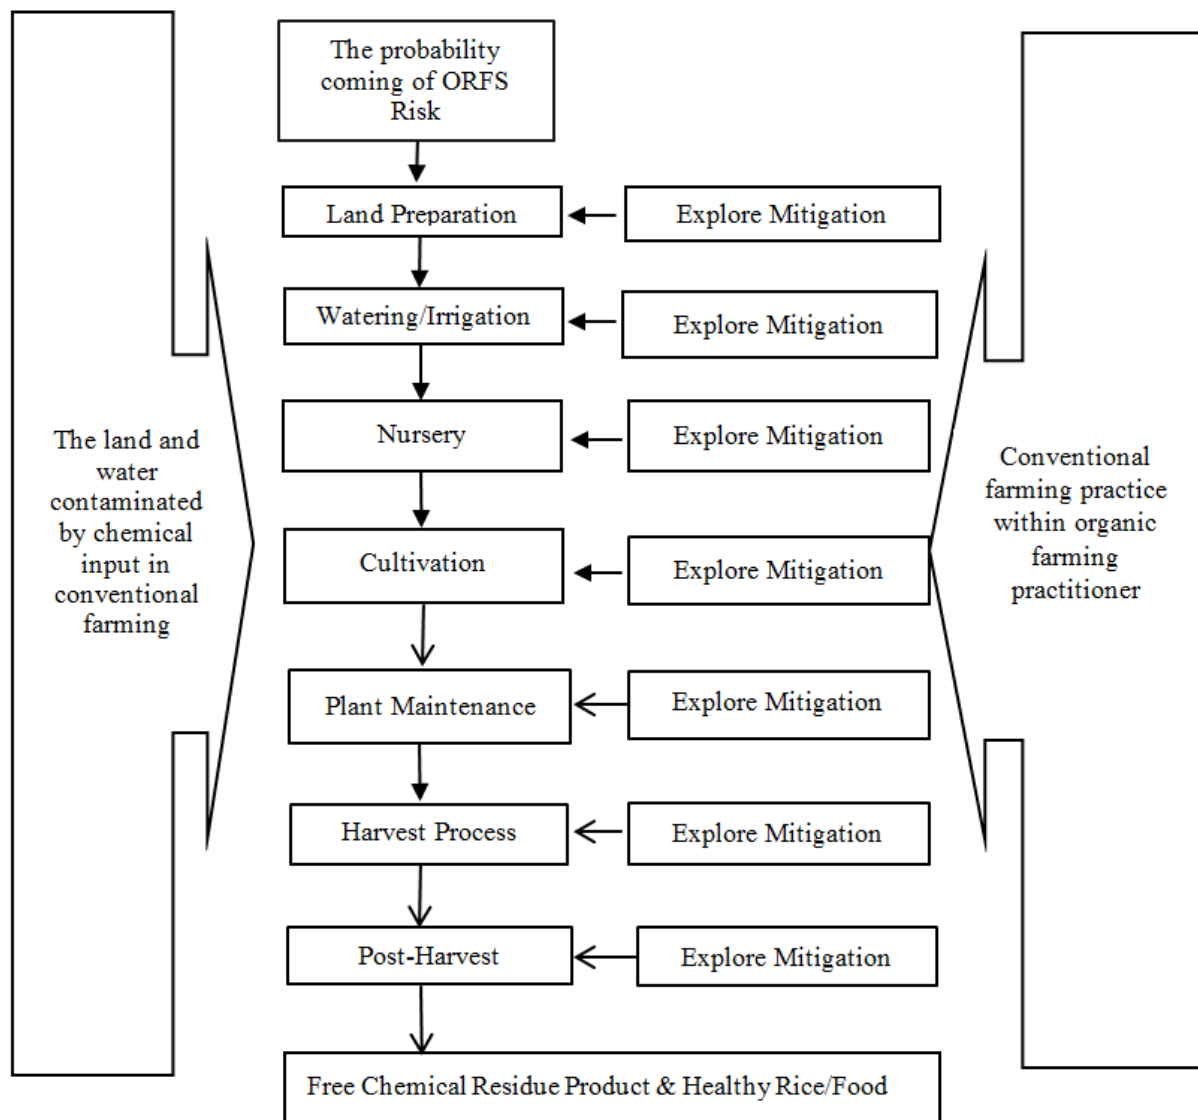 The probability
coming of ORFS
Risk
Land Preparation
Explore Mitigation
Watering/Irrigation
Explore Mitigation
Nursery
Explore Mitigation
The land and
water
contaminated
by chemical
input in
conventional
farming
Conventional
farming practice
within organic
farming
practitioner
Cultivation
Explore Mitigation
Plant Maintenance
Explore Mitigation
Harvest Process
Explore Mitigation
Post-Harvest
Explore Mitigation
Free Chemical Residue Product & Healthy Rice/Food